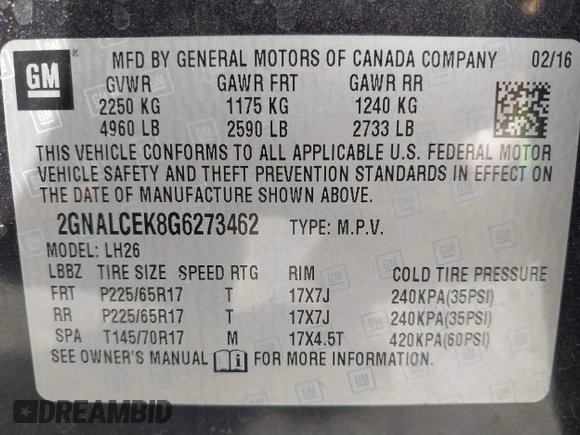 GM
MFD BY GENERAL MOTORS OF CANADA COMPANY 02/16
GVWR GAWR FRT GAWR RR
2250 KG 1175 KG 1240 KG
4960 LB 2590 LB 2733 LB
THIS VEHICLE CONFORMS TO ALL APPLICABLE U.S. FEDERAL MOTOR
VEHICLE SAFETY AND THEFT PREVENTION STANDARDS IN EFFECT ON
THE DATE OF MANUFACTURE SHOWN ABOVE.
2GNALCEK8G6273462 TYPE: M.P.V.
MODEL: LH26
LBBZ TIRE SIZE SPEED RTG RIM COLD TIRE PRESSURE
FRT P225/65R17 T 17X7J 240KPA(35PSI)
RR P225/65R17 T 17X7J 240KPA(35PSI)
SPA T145/70R17 M 17X4.5T 420KPA(60PSI)
SEE OWNER'S MANUAL FOR MORE INFORMATION.
DREAMBID